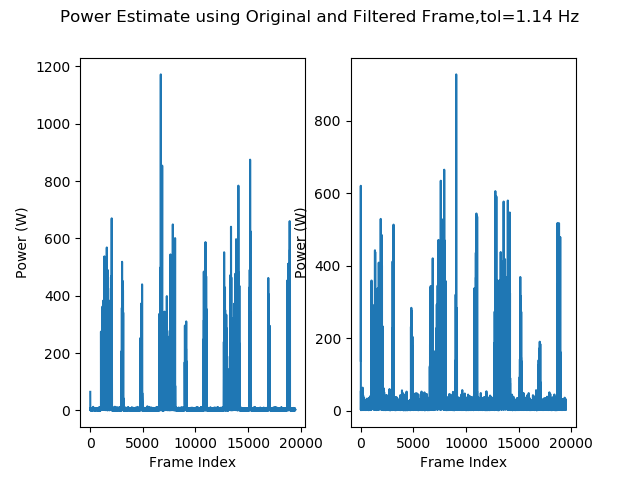 Power Estimate using Original and Filtered Frame,tol=1.14 Hz
1200
1000
800
600
400
200
0
Power (W)
0 5000 10000 15000 20000
Frame Index
800
600
400
200
0
Power (W)
0 5000 10000 15000 20000
Frame Index